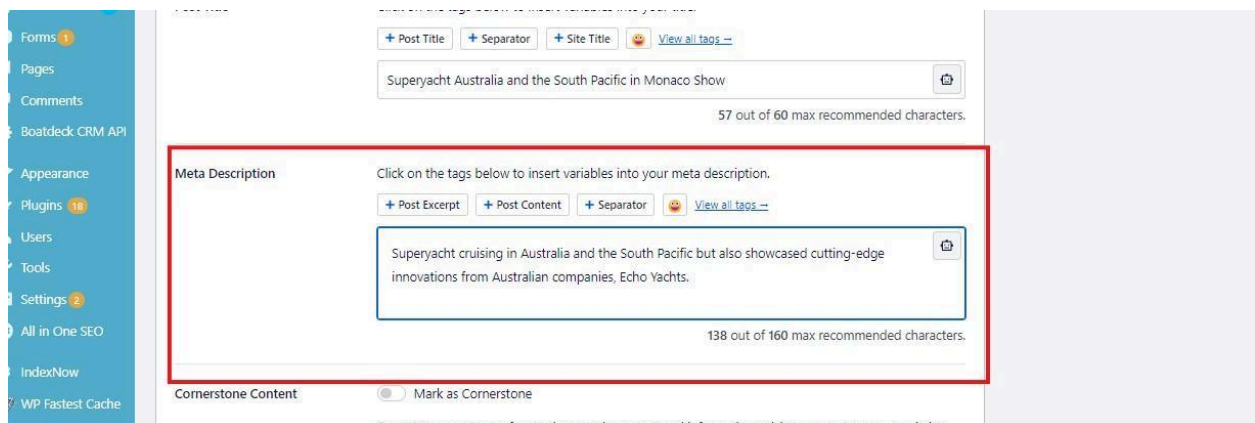 Post Title
Click on the tags below to insert variables into your title.
+ Post Title + Separator + Site Title View all tags →
Superyacht Australia and the South Pacific in Monaco Show
57 out of 60 max recommended characters.
Meta Description
Click on the tags below to insert variables into your meta description.
+ Post Excerpt + Post Content + Separator View all tags →
Superyacht cruising in Australia and the South Pacific but also showcased cutting-edge
innovations from Australian companies, Echo Yachts.
138 out of 160 max recommended characters.
Cornerstone Content
Mark as Cornerstone
Forms 1
Pages
Comments
Boatdeck CRM API
Appearance
Plugins 18
Users
Tools
Settings 2
All in One SEO
IndexNow
WP Fastest Cache